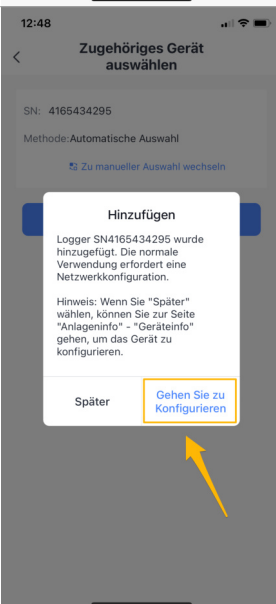 12:48
Zugehöriges Gerät
auswählen
SN: 4165434295
Methode:Automatische Auswahl
Zu manueller Auswahl wechseln
Hinzufügen
Logger SN4165434295 wurde
hinzugefügt. Die normale
Verwendung erfordert eine
Netzwerkkonfiguration.
Hinweis: Wenn Sie "Später"
wählen, können Sie zur Seite
"Anlageninfo" - "Geräteinfo"
gehen, um das Gerät zu
konfigurieren.
Später
Gehen Sie zu
Konfigurieren